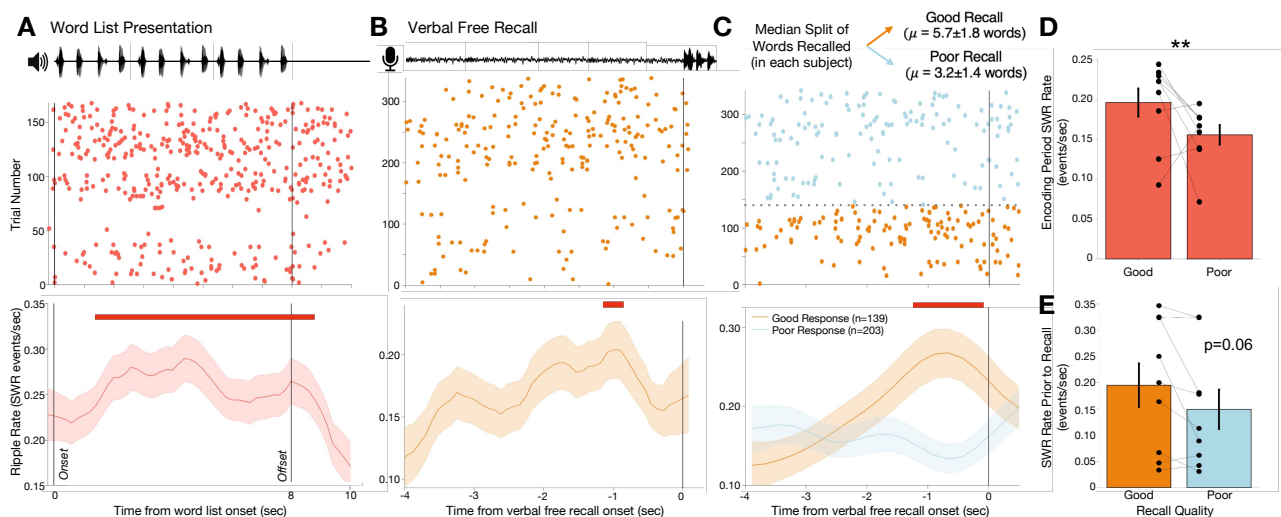 A Word List Presentation
Trial Number
150
100
50
0
Ripple Rate (SWR events/sec)
0.35
0.30
0.25
0.20
0.15
Onset
Offset
0 8 10
Time from word list onset (sec)
B Verbal Free Recall
300
200
100
0
0.20
0.15
0.10
-4 -3 -2 -1 0
Time from verbal free recall onset (sec)
C Median Split of
Words Recalled
(in each subject)
Good Recall
(μ = 5.7±1.8 words)
Poor Recall
(μ = 3.2±1.4 words)
300
200
100
0
Good Response (n=139)
Poor Response (n=203)
0.30
0.20
0.10
-4 -3 -2 -1 0
Time from verbal free recall onset (sec)
D
**
Encoding Period SWR Rate
(events/sec)
0.25
0.20
0.15
0.10
0.05
0
Good Poor
E
p=0.06
SWR Rate Prior to Recall
(events/sec)
0.35
0.30
0.25
0.20
0.15
0.10
0.05
0
Good Poor
Recall Quality